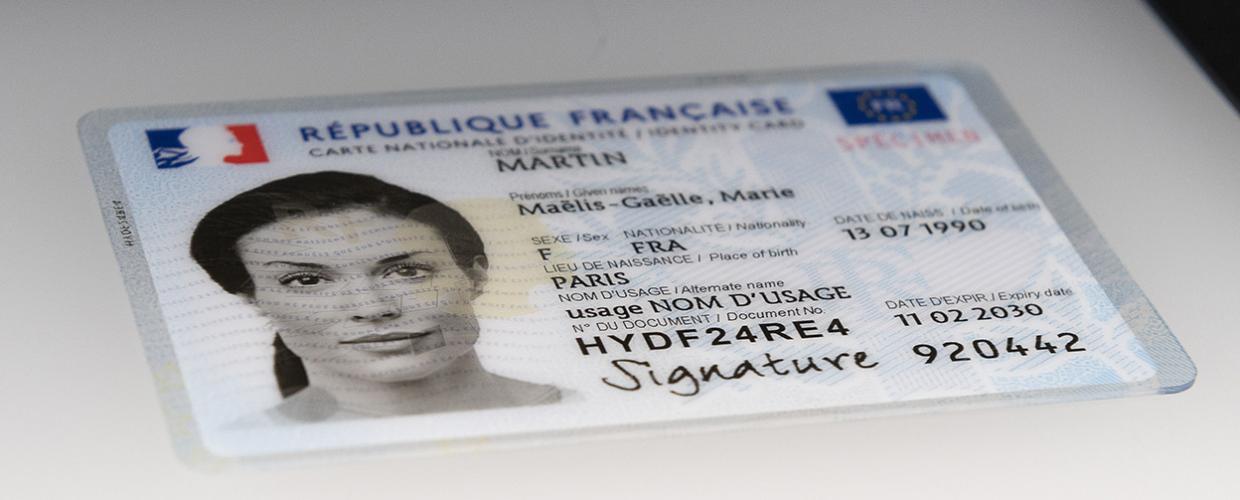 RÉPUBLIQUE FRANÇAISE
FR
CARTE NATIONALE D'IDENTITÉ / IDENTITY CARD
SPECIMEN
NOM / Surname
MARTIN
Prénoms / Given names
Maëlis-Gaëlle, Marie
SEXE / Sex NATIONALITÉ / Nationality DATE DE NAISS. / Date of birth
F FRA 13 07 1990
LIEU DE NAISSANCE / Place of birth
PARIS
NOM D'USAGE / Alternate name
usage NOM D'USAGE
N° DU DOCUMENT / Document No. DATE D'EXPIR. / Expiry date
HYDF24RE4 11 02 2030
Signature 920442